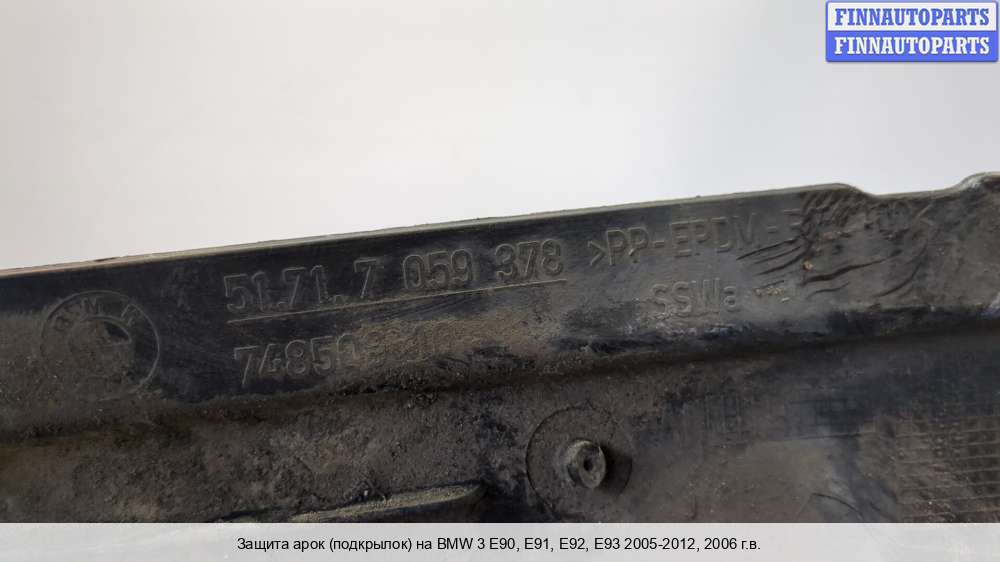 FINNAUTOPARTS
FINNAUTOPARTS
51.71.7 059 378 >PP-EPDM-
SSWa
BMW
Защита арок (подкрылок) на BMW 3 E90, E91, E92, E93 2005-2012, 2006 г.в.